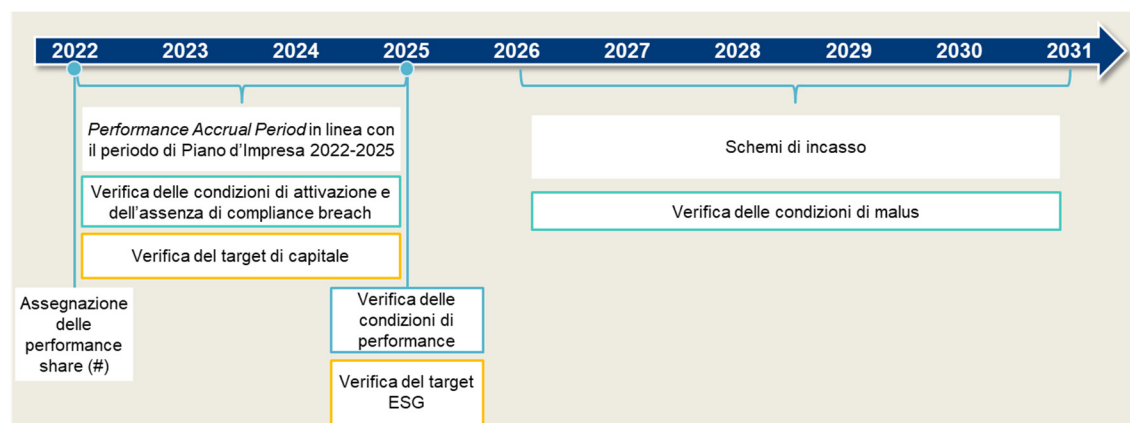 2022 2023 2024 2025 2026 2027 2028 2029 2030 2031
Performance Accrual Period in linea con
il periodo di Piano d’Impresa 2022-2025
Verifica delle condizioni di attivazione e
dell’assenza di compliance breach
Verifica del target di capitale
Assegnazione
delle
performance
share (#)
Verifica delle
condizioni di
performance
Verifica del target
ESG
Schemi di incasso
Verifica delle condizioni di malus